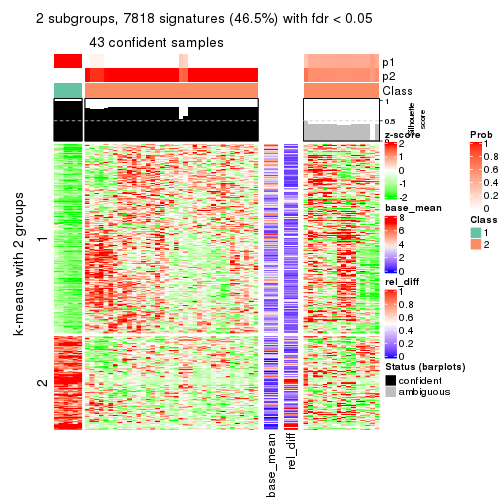 2 subgroups, 7818 signatures (46.5%) with fdr < 0.05
43 confident samples
p1
p2
Class
1
0.5
0
Silhouette
score
k-means with 2 groups
1
2
base_mean
rel_diff
z-score
2
1
0
-1
-2
base_mean
8
6
4
2
0
rel_diff
1
0.8
0.6
0.4
0.2
0
Status (barplots)
confident
ambiguous
Prob
1
0.8
0.6
0.4
0.2
0
Class
1
2